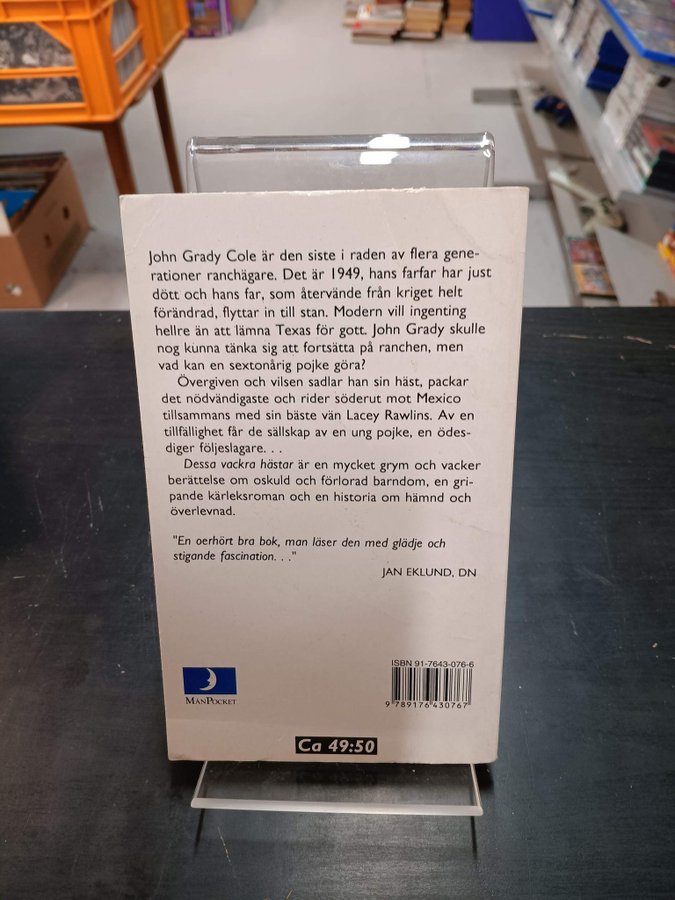 John Grady Cole är den siste i raden av flera gene-
rationer ranchägare. Det är 1949, hans farfar har just
dött och hans far, som återvände från kriget helt
förändrad, flyttar in till stan. Modern vill ingenting
hellre än att lämna Texas för gott. John Grady skulle
nog kunna tänka sig att fortsätta på ranchen, men
vad kan en sextonårig pojke göra?
Övergiven och vilsen sadlar han sin häst, packar
det nödvändigaste och rider söderut mot Mexico
tillsammans med sin bäste vän Lacey Rawlins. Av en
tillfällighet får de sällskap av en ung pojke, en ödes-
diger följeslagare. . .
Dessa vackra hästar är en mycket grym och vacker
berättelse om oskuld och förlorad barndom, en gri-
pande kärleksroman och en historia om hämnd och
överlevnad.
"En oerhört bra bok, man läser den med glädje och
stigande fascination. . ."
JAN EKLUND, DN
ISBN 91-7643-076-6
9 789176 430767
MÅNPOCKET
Ca 49:50